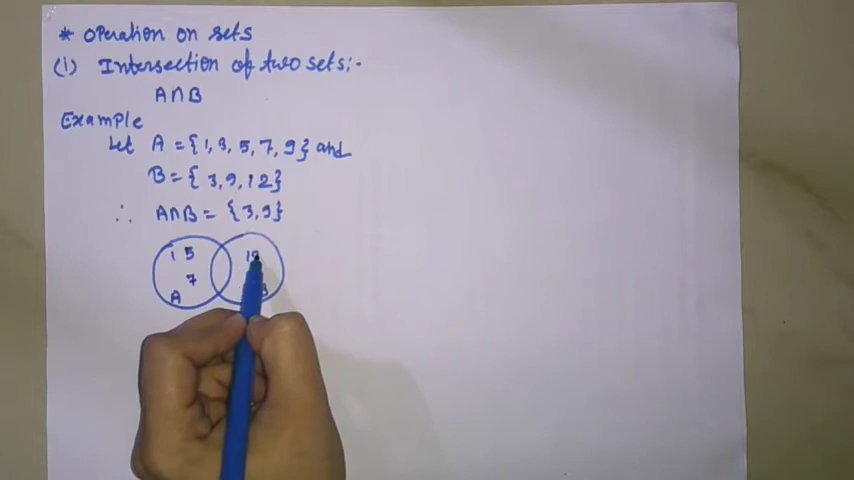 * Operation on sets
(i) Intersection of two sets:-
A∩B
Example
Let A = {1, 3, 5, 7, 9} and
B = { 3, 9, 12}
∴ A∩B = {3, 9}
1 5
7
A B